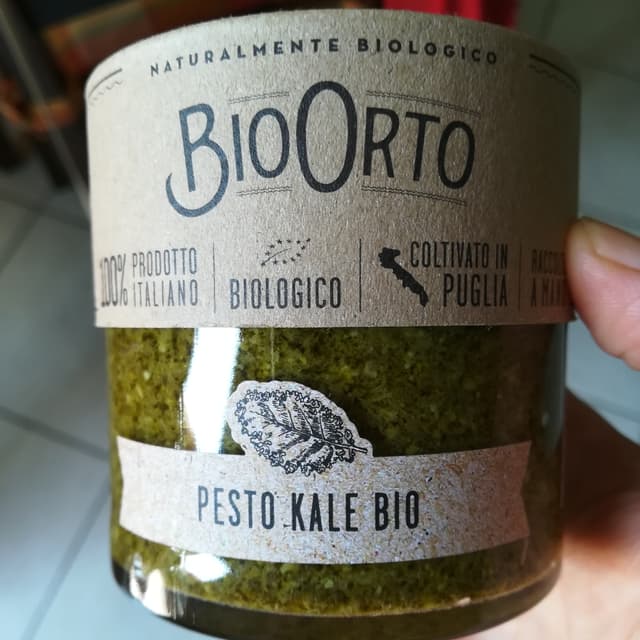 NATURALMENTE BIOLOGICO
BIOORTO
100% PRODOTTO ITALIANO
BIOLOGICO
COLTIVATO IN PUGLIA
PESTO KALE BIO